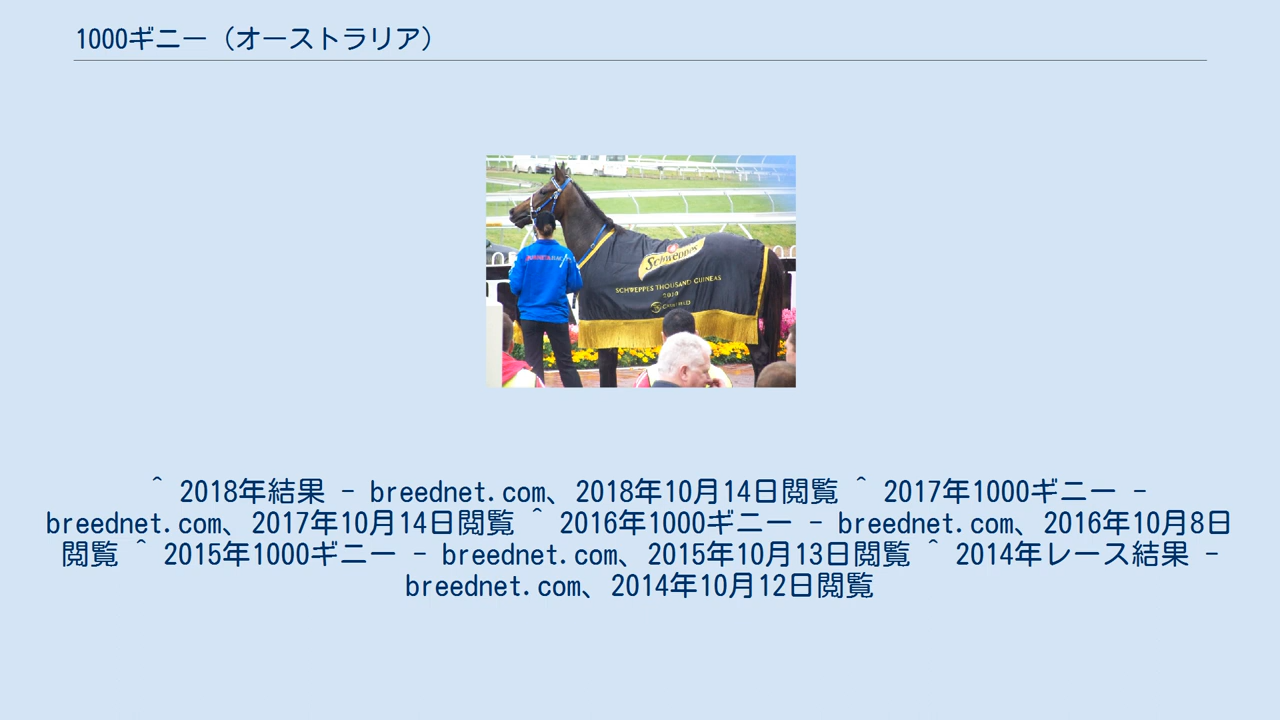 1000ギニー（オーストラリア）
Schweppes
SCHWEPPES THOUSAND GUINEAS
2010
^ 2018年結果 - breednet.com、2018年10月14日閲覧 ^ 2017年1000ギニー -
breednet.com、2017年10月14日閲覧 ^ 2016年1000ギニー - breednet.com、2016年10月8日
閲覧 ^ 2015年1000ギニー - breednet.com、2015年10月13日閲覧 ^ 2014年レース結果 -
breednet.com、2014年10月12日閲覧